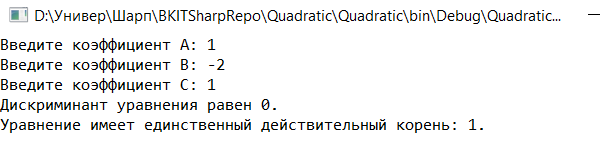 D:\Универ\Шарп\BKITSharpRepo\Quadratic\Quadratic\bin\Debug\Quadratic...
Введите коэффициент A: 1
Введите коэффициент B: -2
Введите коэффициент C: 1
Дискриминант уравнения равен 0.
Уравнение имеет единственный действительный корень: 1.